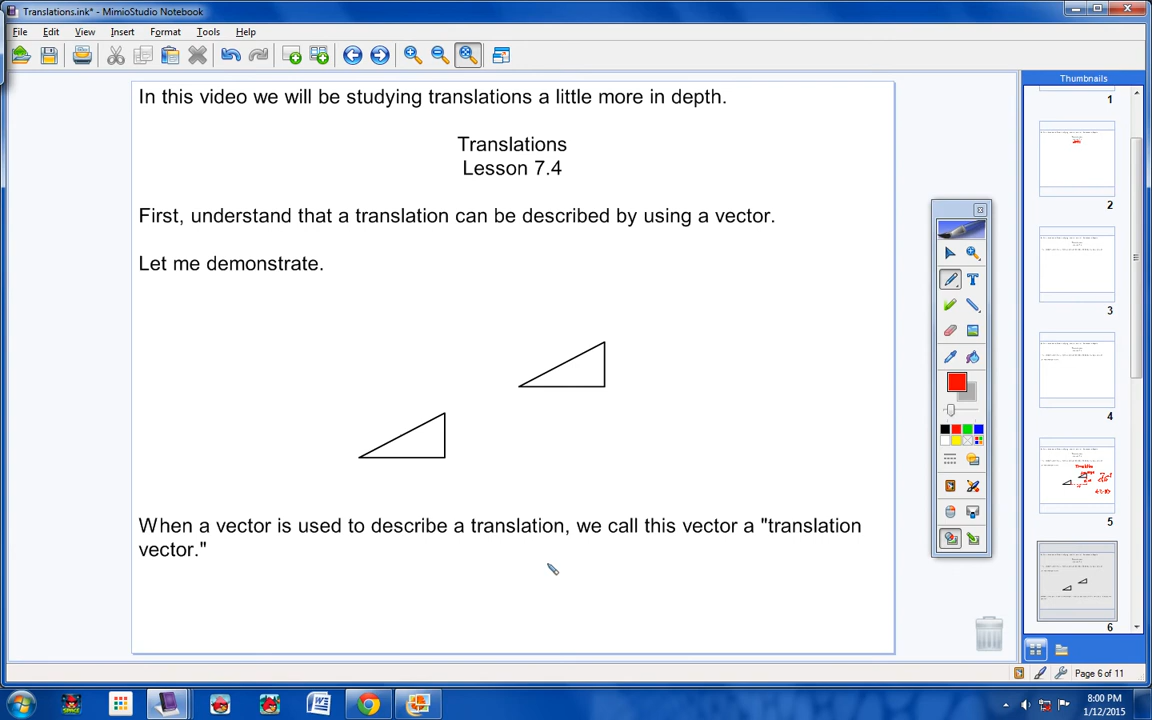 Translations.ink* - MimioStudio Notebook
File Edit View Insert Format Tools Help
In this video we will be studying translations a little more in depth.
Translations
Lesson 7.4
First, understand that a translation can be described by using a vector.
Let me demonstrate.
When a vector is used to describe a translation, we call this vector a "translation
vector."
Thumbnails
1
2
3
4
5
6
Page 6 of 11
8:00 PM
1/12/2015